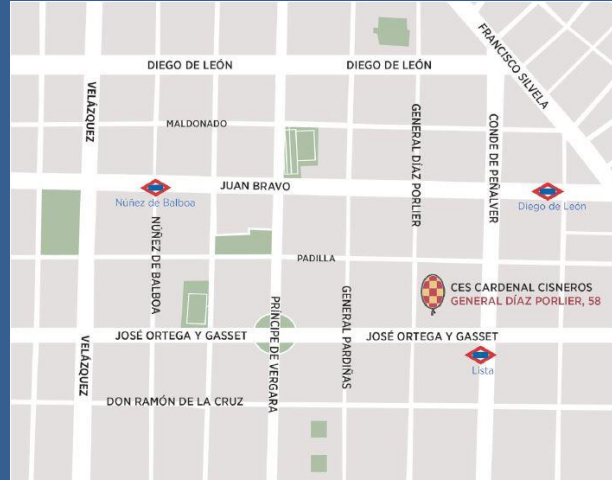 FRANCISCO SILVELA
DIEGO DE LEÓN
DIEGO DE LEÓN
VELÁZQUEZ
MALDONADO
GENERAL DÍAZ PORLIER
CONDE DE PEÑALVER
JUAN BRAVO
Núñez de Balboa
Diego de León
NÚÑEZ DE BALBOA
PADILLA
CES CARDENAL CISNEROS
GENERAL DÍAZ PORLIER, 58
PRÍNCIPE DE VERGARA
GENERAL PARDIÑAS
JOSÉ ORTEGA Y GASSET
JOSÉ ORTEGA Y GASSET
VELÁZQUEZ
Lista
DON RAMÓN DE LA CRUZ